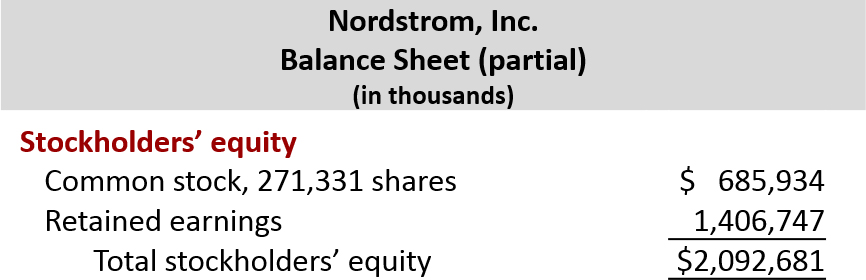 Nordstrom, Inc.
Balance Sheet (partial)
(in thousands)
Stockholders’ equity
Common stock, 271,331 shares $ 685,934
Retained earnings 1,406,747
Total stockholders’ equity $2,092,681